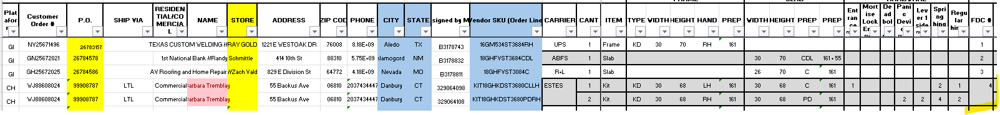 Plat
afor
r
Customer
Order #
P.O.
SHIP VIA
RESIDEN
TIAL/CO
MERCIA
L
NAME
STORE
ADDRESS
ZIP COD
PHONE
CITY
STATE
signed by M
Vendor SKU (Order Line
CARRIER
CANT
ITEM
TYPE
WIDTH
HEIGHT
HAND
PREP
WIDTH
HEIGHT
PREP
PREP
Ent
rance
Mort
ise
Lock
De
ad
bol
Pani
c
Devi
Lev
er 1
side
Spri
ng
hing
Regu
lar
hin
FDC #
GI NV25671496 26783157 TEXAS CUSTOM WELDING // RAY GOLD 1221 E WESTOAK DR 76008 8.18E+09 Aledo TX B3178743 16GM534ST3684RH UPS 1 Frame KD 30 70 RH 161 1
GI GN25672021 26784578 1st National Bank //Randy Schmittle 414 10th St 88310 5.75E+09 Alamogord NM B3178832 18GHFVST3684CDL ABFS 1 Slab 30 70 CDL 161+55 2
GI GH25672025 26784586 AV Roofing and Home Repair //Zach Vald 829 E Division St 64772 4.18E+09 Nevada MO B3178811 18GHFVST3084C R+L 1 Slab 26 70 C 161 3
CH WJ88608024 99908787 LTL Commercial arbara Tremblay 55 Backus Ave 06810 2037434447 Danbury CT 329064098 KIT18GHKDST3680CLLH ESTES 1 Kit KD 30 68 LH 161 30 68 C 161 1 2 1 4
CH WJ88608024 99908787 LTL Commercial arbara Tremblay 55 Backus Ave 06810 2037434447 Danbury CT 329064108 KIT18GHKDST3680PDRH 2 Kit KD 36 68 RH 161 30 68 PD 161 2 2 4 2